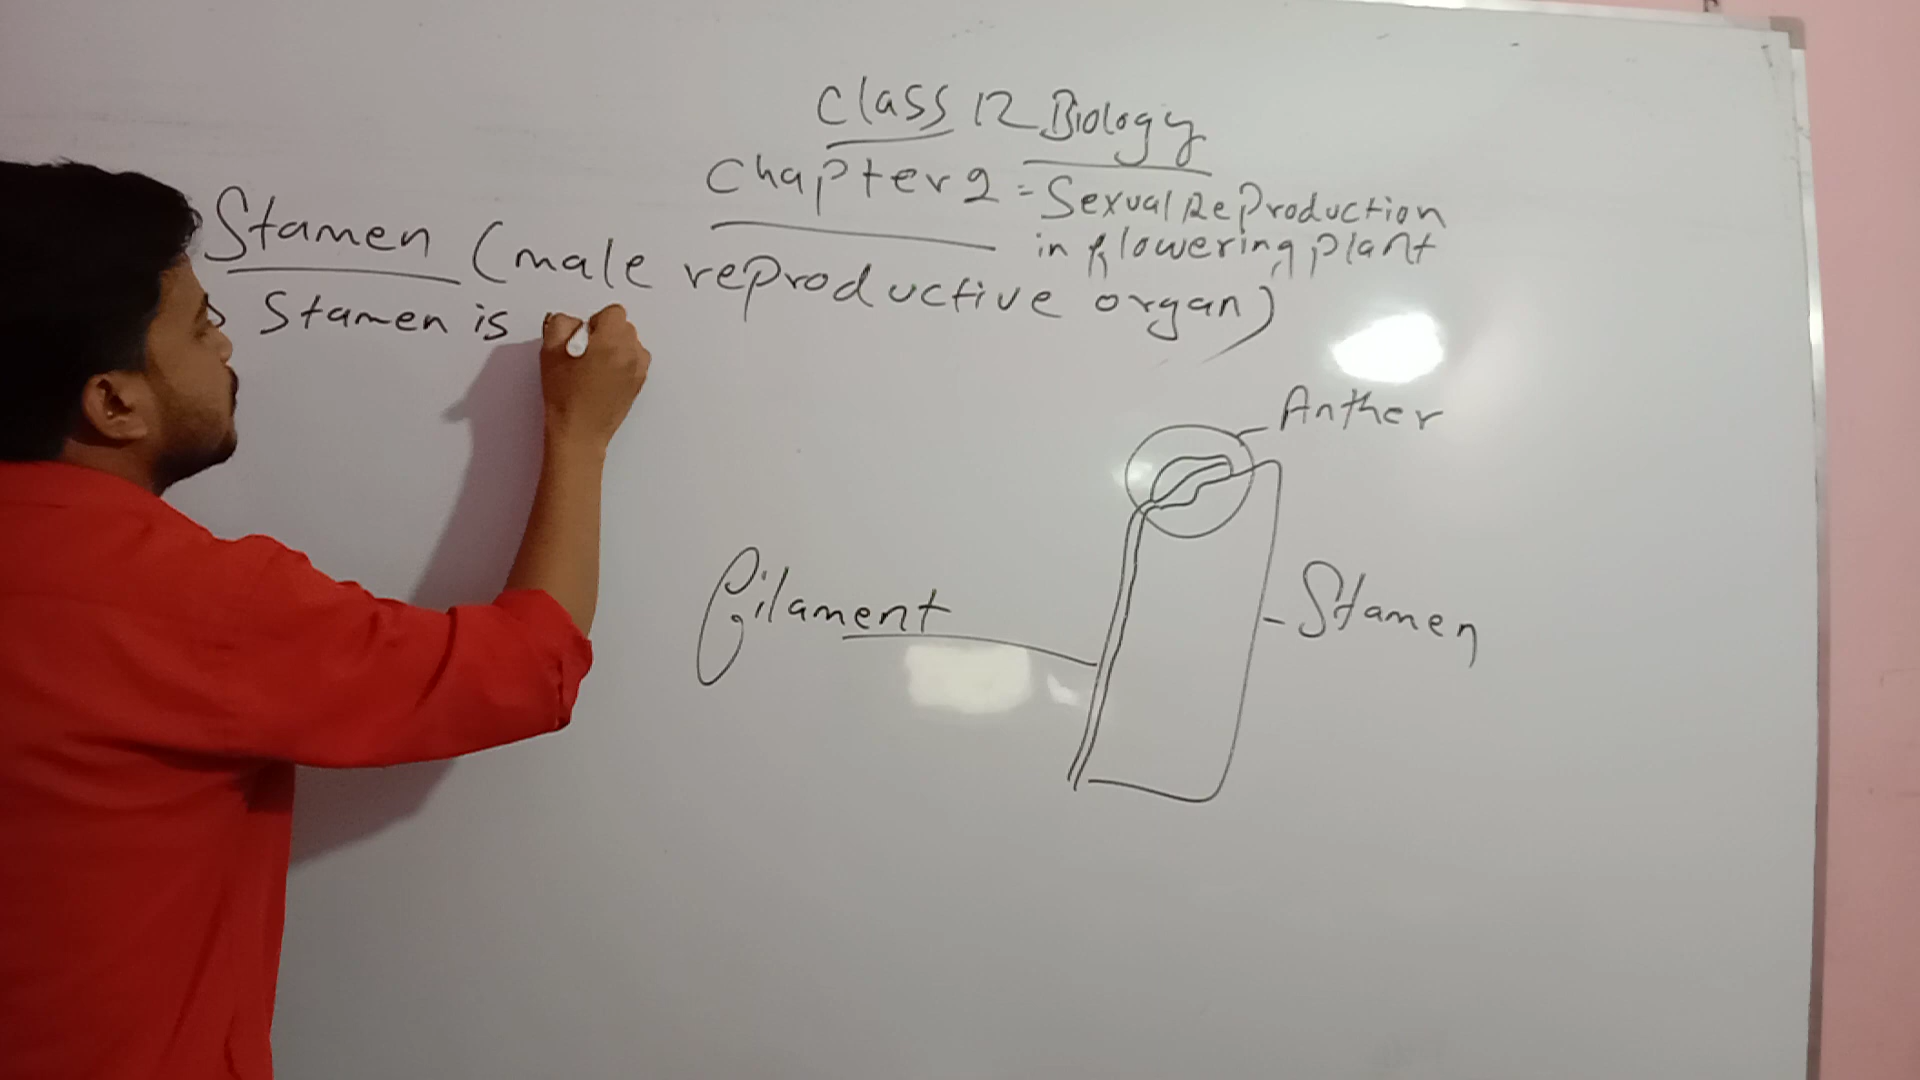 Class 12 Biology
Chapter 2 = Sexual Reproduction
in flowering plant
Stamen (male reproductive organ)
Stamen is
Anther
Filament
Stamen